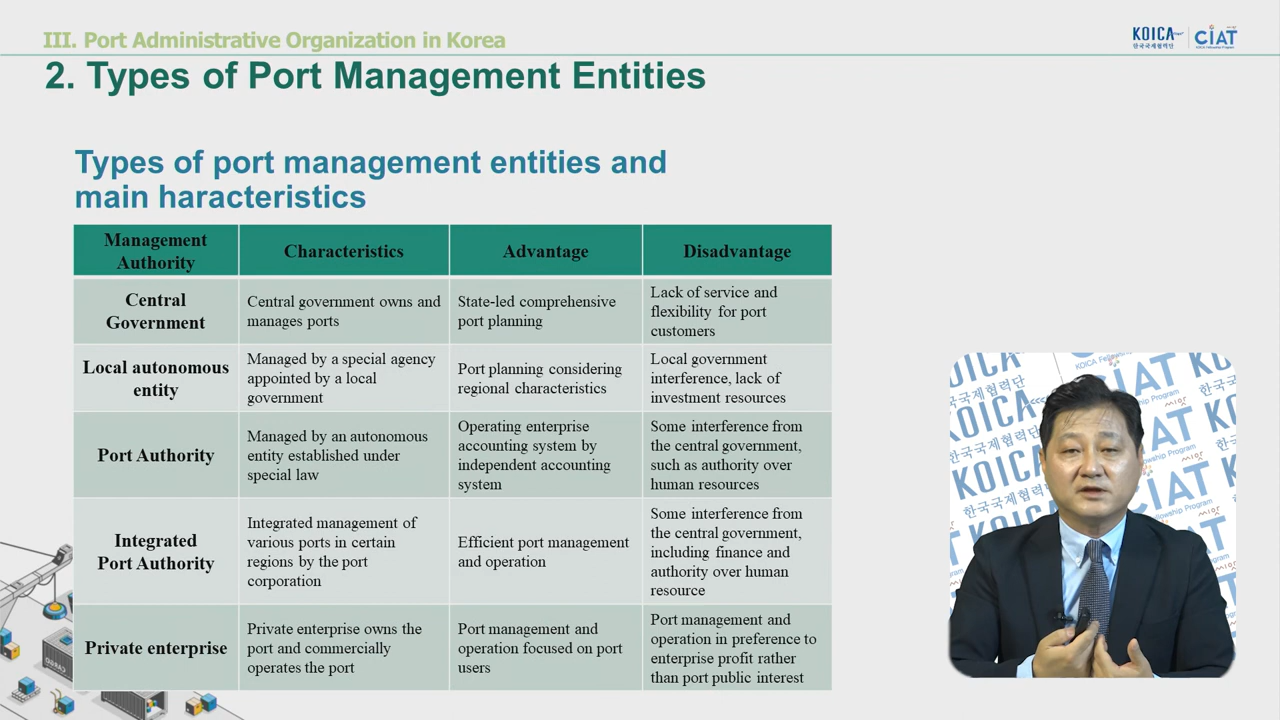 III. Port Administrative Organization in Korea
KOICA
한국국제협력단
CIAT
2. Types of Port Management Entities
Types of port management entities and
main haracteristics
Management
Authority
Characteristics
Advantage
Disadvantage
Central
Government
Central government owns and
manages ports
State-led comprehensive
port planning
Lack of service and
flexibility for port
customers
Local autonomous
entity
Managed by a special agency
appointed by a local
government
Port planning considering
regional characteristics
Local government
interference, lack of
investment resources
Port Authority
Managed by an autonomous
entity established under
special law
Operating enterprise
accounting system by
independent accounting
system
Some interference from
the central government,
such as authority over
human resources
Integrated
Port Authority
Integrated management of
various ports in certain
regions by the port
corporation
Efficient port management
and operation
Some interference from
the central government,
including finance and
authority over human
resource
Private enterprise
Private enterprise owns the
port and commercially
operates the port
Port management and
operation focused on port
users
Port management and
operation in preference to
enterprise profit rather
than port public interest
KOICA
한국국제협력단
CIAT